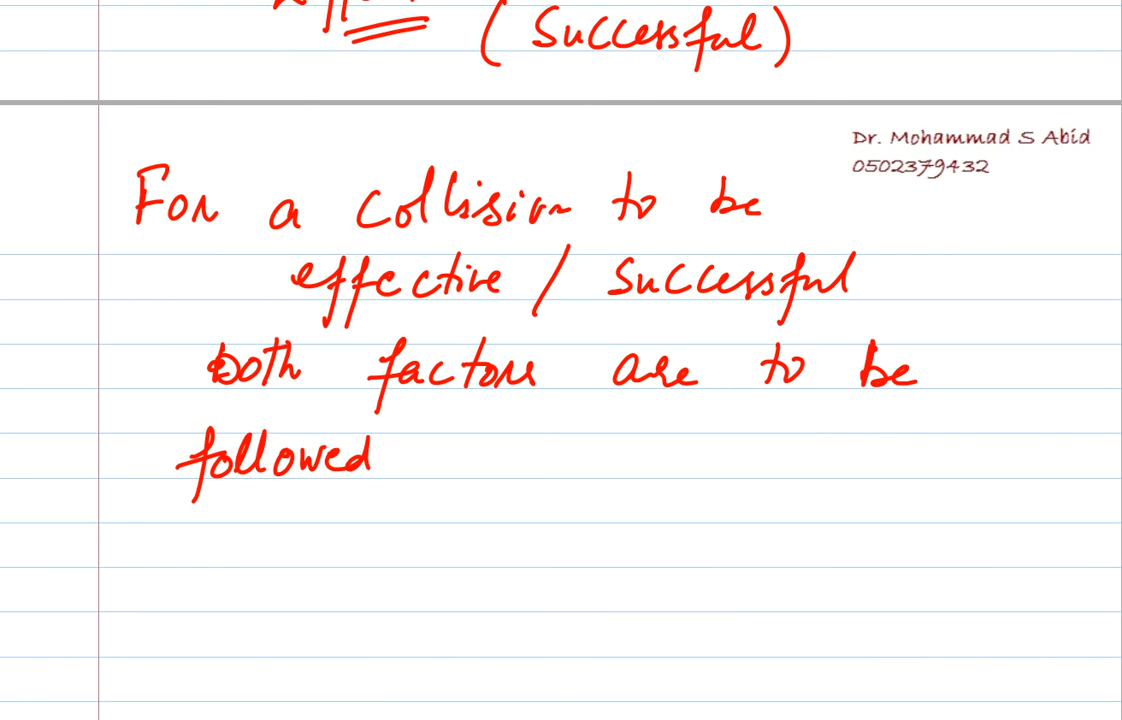 (Successful)
Dr. Mohammad S Abid
0502379432
For a collision to be
effective / successful
both factors are to be
followed